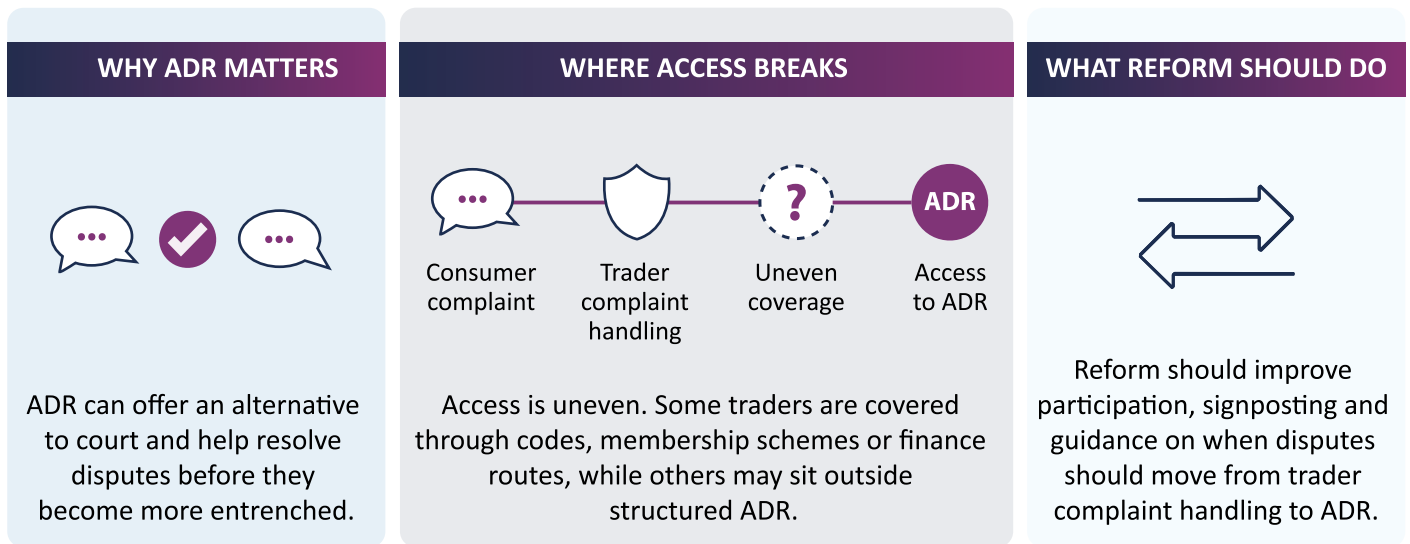 WHY ADR MATTERS
ADR can offer an alternative
to court and help resolve
disputes before they
become more entrenched.
WHERE ACCESS BREAKS
Consumer
complaint
Trader
complaint
handling
?
Uneven
coverage
ADR
Access
to ADR
Access is uneven. Some traders are covered
through codes, membership schemes or finance
routes, while others may sit outside
structured ADR.
WHAT REFORM SHOULD DO
Reform should improve
participation, signposting and
guidance on when disputes
should move from trader
complaint handling to ADR.